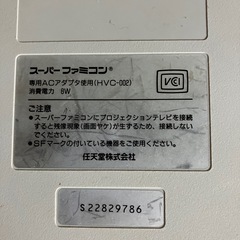 スーパーファミコン®
専用ACアダプタ使用(HVC-002)
消費電力 8W
VCI
ご注意
●スーパーファミコンにプロジェクションテレビを接続
すると残像現象(画面ヤケ)が生ずるため、接続しない
でください。
●SFマークの付いている機器をご使用ください。
任天堂株式会社
S22829786